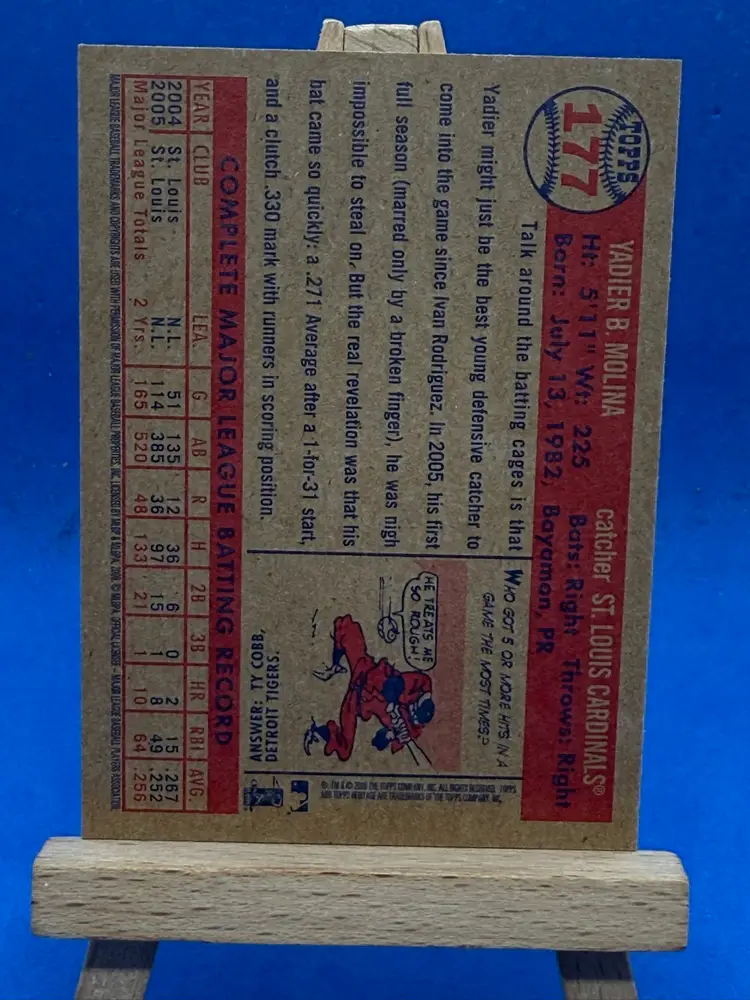 TOPPS
177
YADIER B. MOLINA
catcher ST. LOUIS CARDINALS®
Ht: 5'11" Wt: 225 Bats: Right Throws: Right
Born: July 13, 1982, Bayamon, PR
Talk around the batting cages is that
Yadier might just be the best young defensive catcher to
come into the game since Ivan Rodriguez. In 2005, his first
full season (marred only by a broken finger), he was nigh
impossible to steal on. But the real revelation was that his
bat came so quickly: a .271 Average after a 1-for-31 start,
and a clutch .330 mark with runners in scoring position.
WHO GOT 5 OR MORE HITS IN A
GAME THE MOST TIMES?
HE TREATS ME
SO ROUGH!
ANSWER: TY COBB,
DETROIT TIGERS.
COMPLETE MAJOR LEAGUE BATTING RECORD
YEAR CLUB LEA. G AB R H 2B 3B HR RBI AVG
2004 St. Louis N.L. 51 135 12 36 6 0 2 15 .267
2005 St. Louis N.L. 114 385 36 97 15 1 8 49 .252
Major League Totals 2 Yrs. 165 520 48 133 21 1 10 64 .256